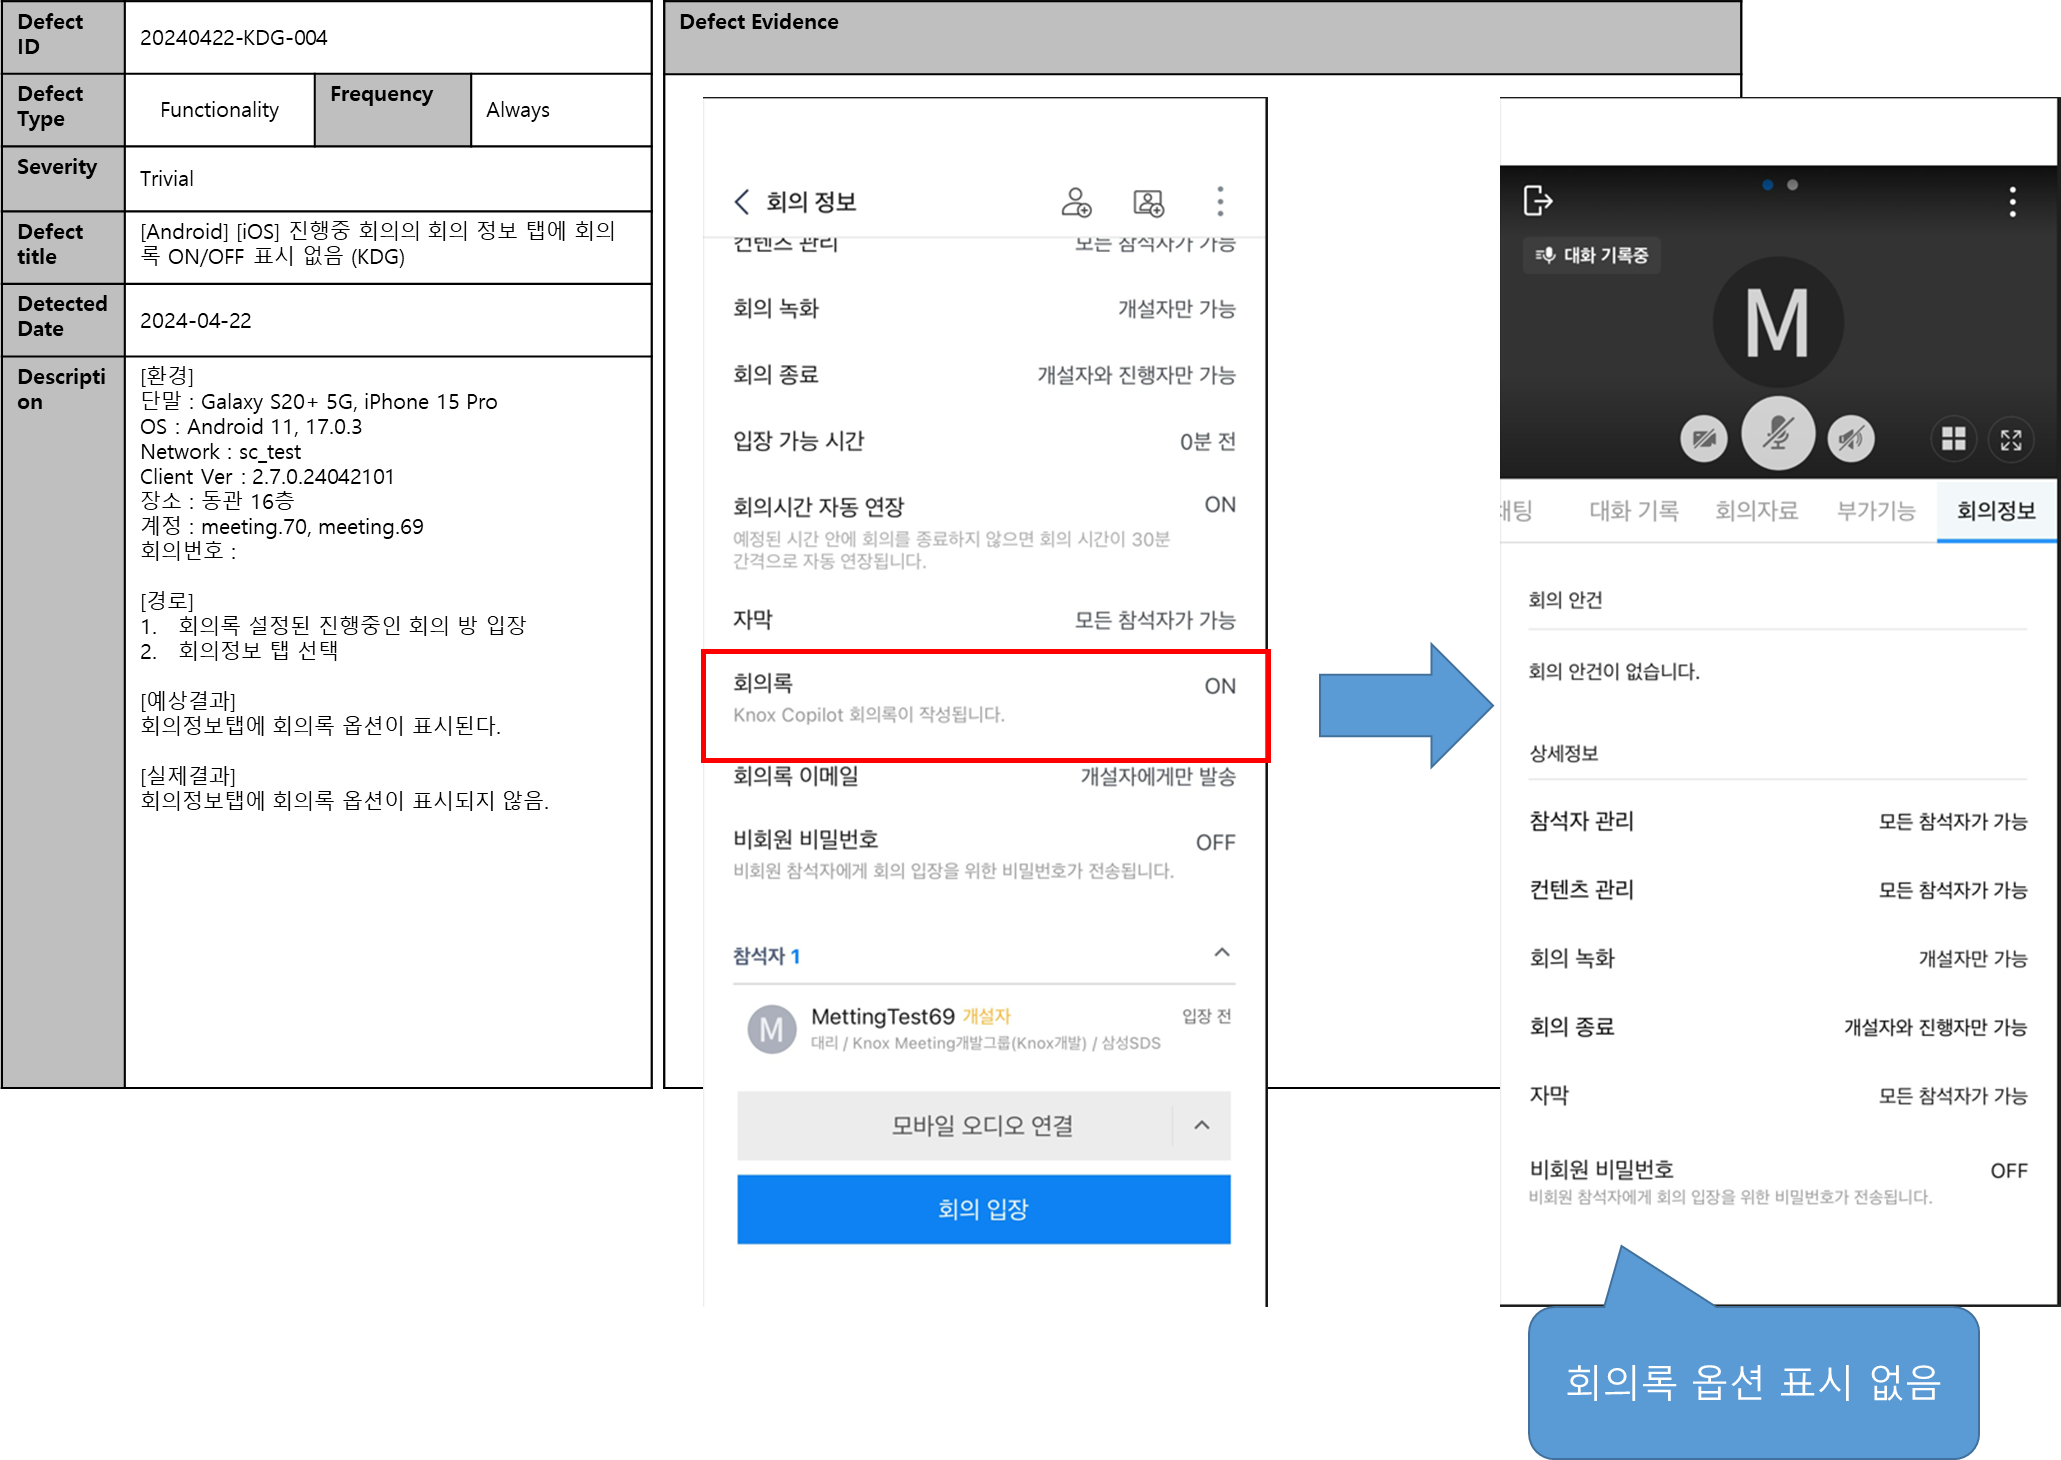 Defect ID
20240422-KDG-004
Defect Type
Functionality
Frequency
Always
Severity
Trivial
Defect title
[Android] [iOS] 진행중 회의의 회의 정보 탭에 회의
록 ON/OFF 표시 없음 (KDG)
Detected Date
2024-04-22
Descripti
on
[환경]
단말 : Galaxy S20+ 5G, iPhone 15 Pro
OS : Android 11, 17.0.3
Network : sc_test
Client Ver : 2.7.0.24042101
장소 : 동관 16층
계정 : meeting.70, meeting.69
회의번호 :
[경로]
1. 회의록 설정된 진행중인 회의 방 입장
2. 회의정보 탭 선택
[예상결과]
회의정보탭에 회의록 옵션이 표시된다.
[실제결과]
회의정보탭에 회의록 옵션이 표시되지 않음.
Defect Evidence
회의 정보
컨텐츠 관리 모든 참석자가 가능
회의 녹화 개설자만 가능
회의 종료 개설자와 진행자만 가능
입장 가능 시간 0분 전
회의시간 자동 연장 ON
예정된 시간 안에 회의를 종료하지 않으면 회의 시간이 30분
간격으로 자동 연장됩니다.
자막 모든 참석자가 가능
회의록 ON
Knox Copilot 회의록이 작성됩니다.
회의록 이메일 개설자에게만 발송
비회원 비밀번호 OFF
비회원 참석자에게 회의 입장을 위한 비밀번호가 전송됩니다.
참석자 1
M
MettingTest69 개설자 입장 전
대리 / Knox Meeting개발그룹(Knox개발) / 삼성SDS
모바일 오디오 연결
회의 입장
대화 기록중
M
채팅 대화 기록 회의자료 부가기능 회의정보
회의 안건
회의 안건이 없습니다.
상세정보
참석자 관리 모든 참석자가 가능
컨텐츠 관리 모든 참석자가 가능
회의 녹화 개설자만 가능
회의 종료 개설자와 진행자만 가능
자막 모든 참석자가 가능
비회원 비밀번호 OFF
비회원 참석자에게 회의 입장을 위한 비밀번호가 전송됩니다.
회의록 옵션 표시 없음